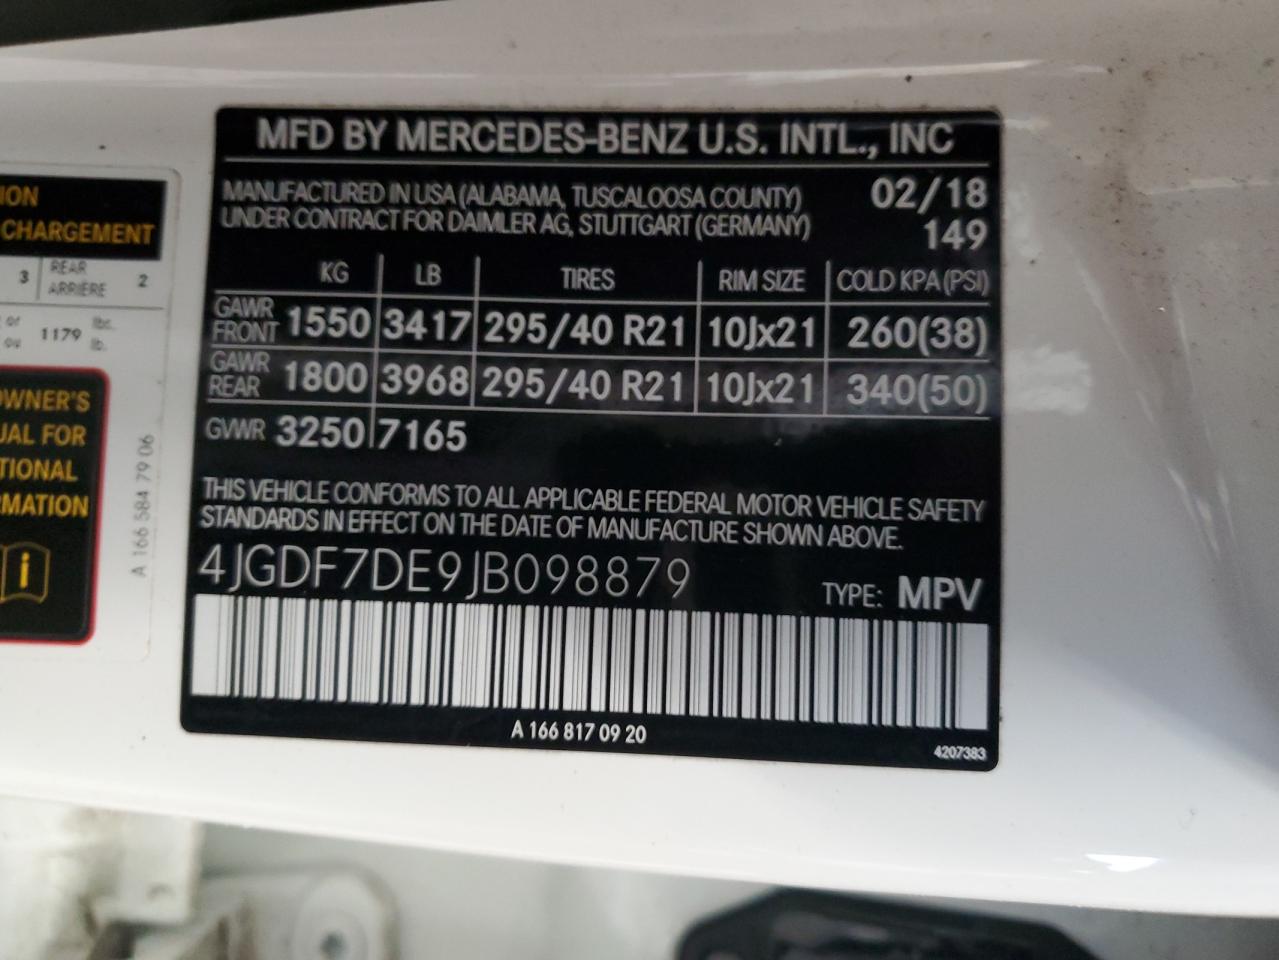 MFD BY MERCEDES-BENZ U.S. INTL., INC
MANUFACTURED IN USA (ALABAMA, TUSCALOOSA COUNTY) 02/18
UNDER CONTRACT FOR DAIMLER AG, STUTTGART (GERMANY) 149
KG LB TIRES RIM SIZE COLD KPA (PSI)
GAWR FRONT 1550 3417 295/40 R21 10Jx21 260(38)
GAWR REAR 1800 3968 295/40 R21 10Jx21 340(50)
GVWR 3250 7165
THIS VEHICLE CONFORMS TO ALL APPLICABLE FEDERAL MOTOR VEHICLE SAFETY
STANDARDS IN EFFECT ON THE DATE OF MANUFACTURE SHOWN ABOVE.
4JGDF7DE9JB098879 TYPE: MPV
A 166 817 09 20
4207383
CHARGEMENT
3 REAR ARRIÈRE 2
or 1179 lbs.
ou lb.
OWNER'S
FOR
A 166 584 79 06
i